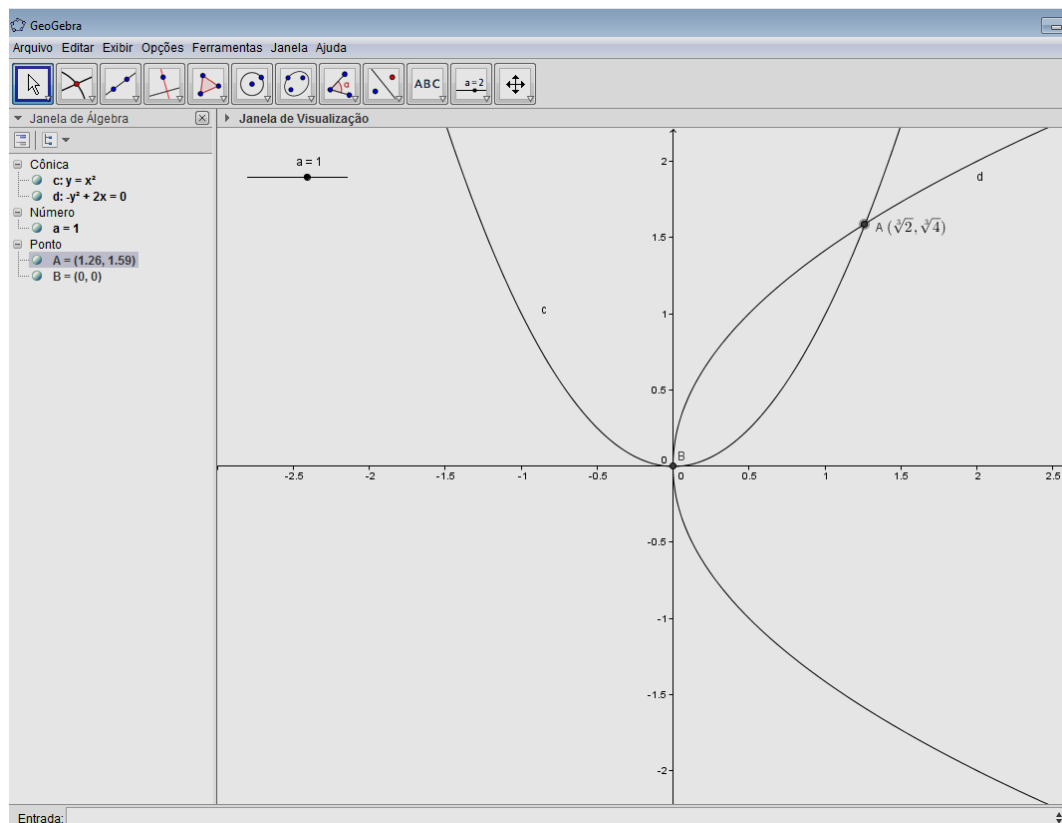 GeoGebra
Arquivo Editar Exibir Opções Ferramentas Janela Ajuda
α
ABC
a=2
Janela de Álgebra
Janela de Visualização
Cônica
c: y = x²
d: -y² + 2x = 0
Número
a = 1
Ponto
A = (1.26, 1.59)
B = (0, 0)
a = 1
2
d
A (∛2, ∛4)
1.5
c
1
0.5
0
B
-2.5 -2 -1.5 -1 -0.5 0 0.5 1 1.5 2 2.5
-0.5
-1
-1.5
-2
Entrada: